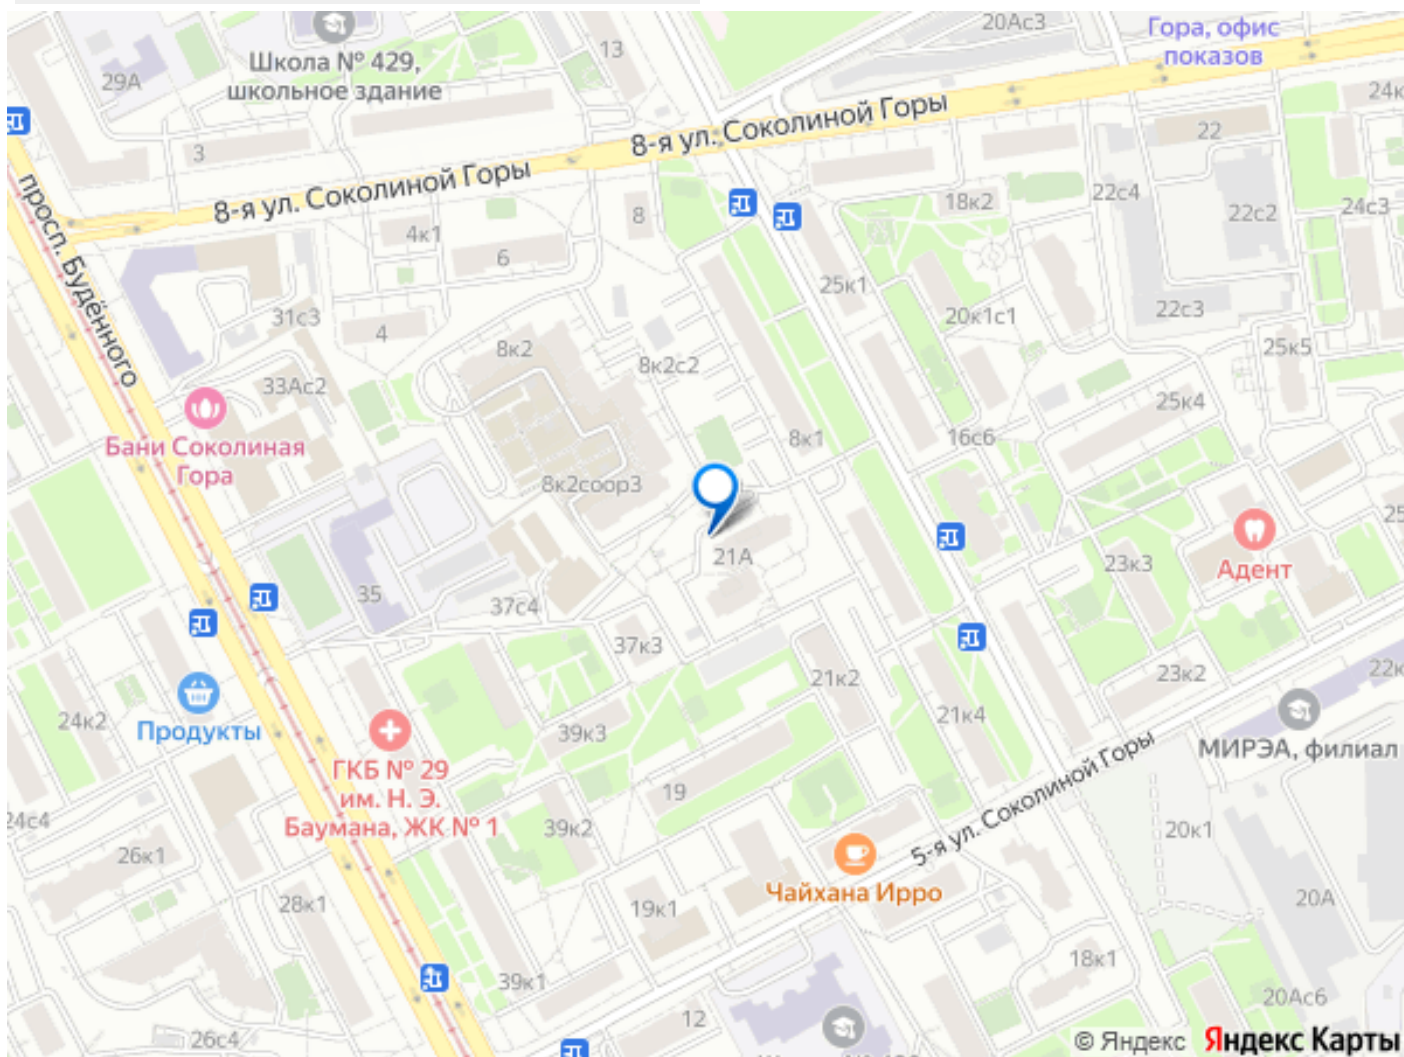 20Ас3
Гора, офис
показов
13
Школа № 429,
школьное здание
29А
24к
8-я ул. Соколиной Горы
22
3
8-я ул. Соколиной Горы
просп. Будённого
22с4
18к2
24с3
22с2
8
4к1
6
25к1
31с3
20к1с1
22с3
4
8к2
25к5
8к2с2
33Ас2
25к4
Бани Соколиная
Гора
8к1
16с6
8к2соор3
21А
23к3
Адент
35
37с4
37к3
21к2
23к2
22к
24к2
Продукты
39к3
21к4
МИРЭА, филиал
ГКБ № 29
им. Н. Э.
Баумана, ЖК № 1
19
5-я ул. Соколиной Горы
24с4
39к2
20к1
26к1
Чайхана Ирро
28к1
19к1
20А
39к1
18к1
20Ас6
12
26с4
© Яндекс Яндекс Карты